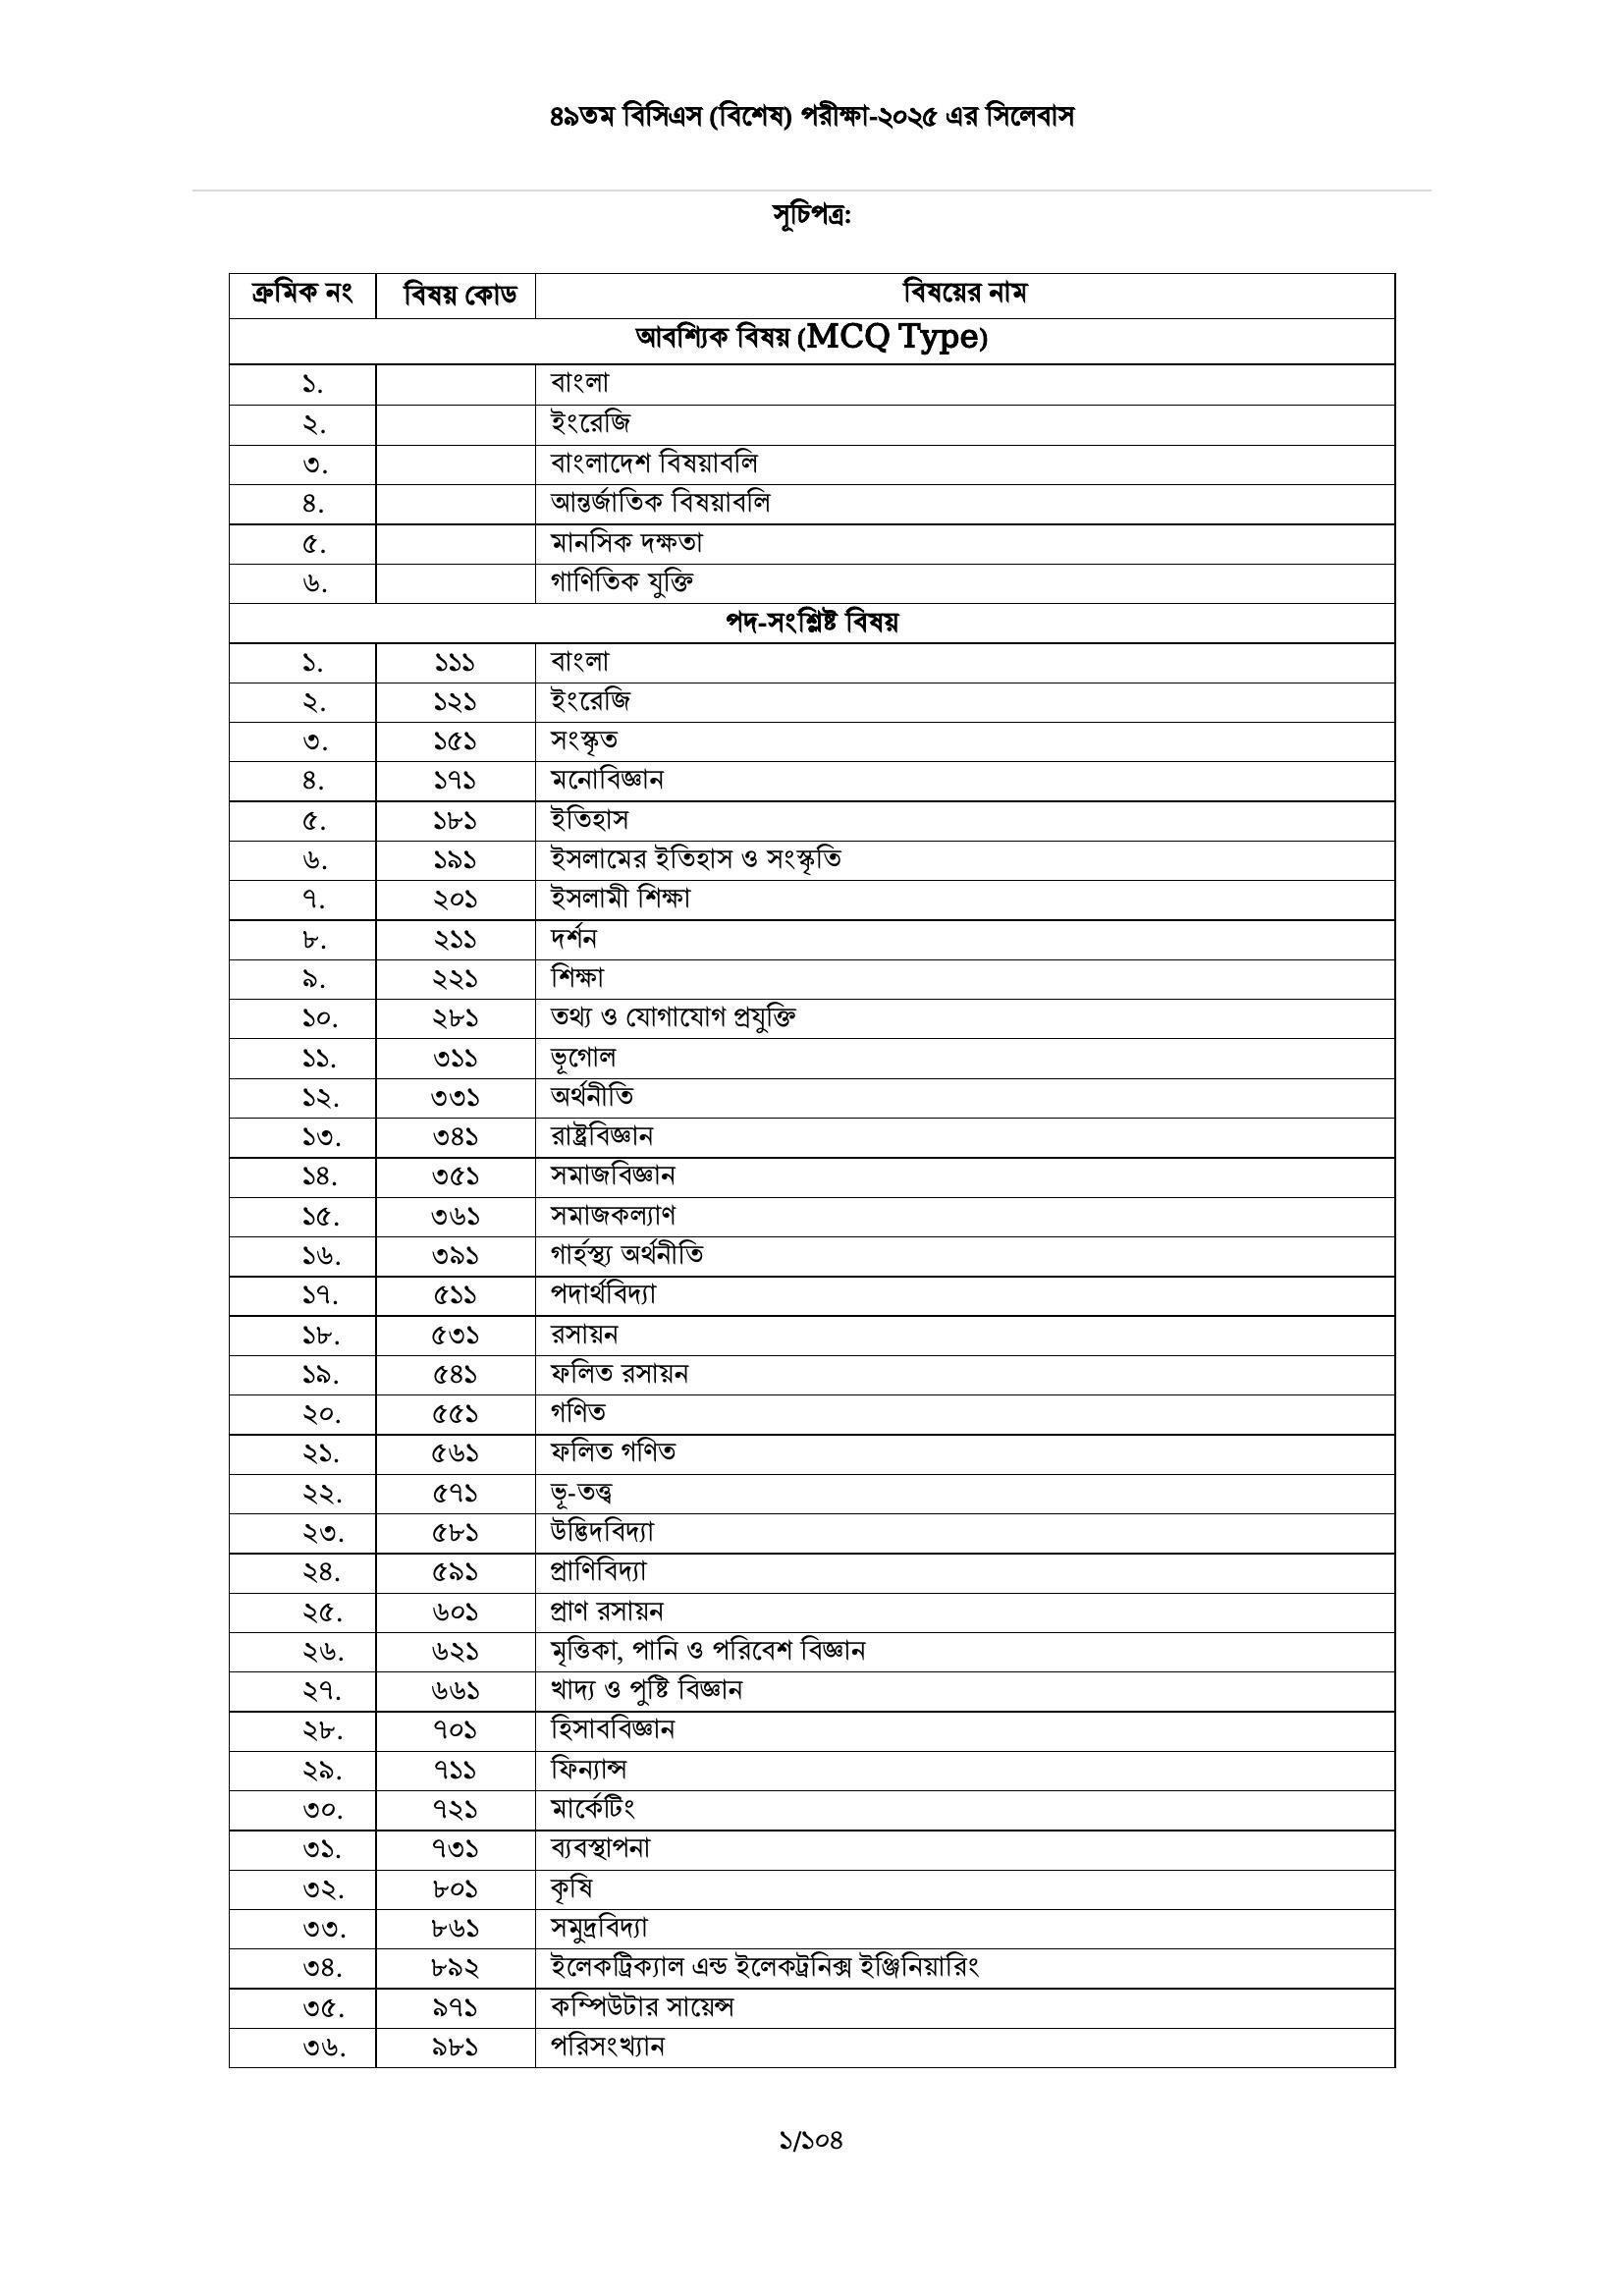 ৪৯তম বিসিএস (বিশেষ) পরীক্ষা-২০২৫ এর সিলেবাস
সূচিপত্র:
ক্রমিক নং বিষয় কোড বিষয়ের নাম
আবশ্যিক বিষয় (MCQ Type)
১. বাংলা
২. ইংরেজি
৩. বাংলাদেশ বিষয়াবলি
৪. আন্তর্জাতিক বিষয়াবলি
৫. মানসিক দক্ষতা
৬. গাণিতিক যুক্তি
পদ-সংশ্লিষ্ট বিষয়
১. ১১১ বাংলা
২. ১২১ ইংরেজি
৩. ১৫১ সংস্কৃত
৪. ১৭১ মনোবিজ্ঞান
৫. ১৮১ ইতিহাস
৬. ১৯১ ইসলামের ইতিহাস ও সংস্কৃতি
৭. ২০১ ইসলামী শিক্ষা
৮. ২১১ দর্শন
৯. ২২১ শিক্ষা
১০. ২৮১ তথ্য ও যোগাযোগ প্রযুক্তি
১১. ৩১১ ভূগোল
১২. ৩৩১ অর্থনীতি
১৩. ৩৪১ রাষ্ট্রবিজ্ঞান
১৪. ৩৫১ সমাজবিজ্ঞান
১৫. ৩৬১ সমাজকল্যাণ
১৬. ৩৯১ গার্হস্থ্য অর্থনীতি
১৭. ৫১১ পদার্থবিদ্যা
১৮. ৫৩১ রসায়ন
১৯. ৫৪১ ফলিত রসায়ন
২০. ৫৫১ গণিত
২১. ৫৬১ ফলিত গণিত
২২. ৫৭১ ভূ-তত্ত্ব
২৩. ৫৮১ উদ্ভিদবিদ্যা
২৪. ৫৯১ প্রাণিবিদ্যা
২৫. ৬০১ প্রাণ রসায়ন
২৬. ৬২১ মৃত্তিকা, পানি ও পরিবেশ বিজ্ঞান
২৭. ৬৬১ খাদ্য ও পুষ্টি বিজ্ঞান
২৮. ৭০১ হিসাববিজ্ঞান
২৯. ৭১১ ফিন্যান্স
৩০. ৭২১ মার্কেটিং
৩১. ৭৩১ ব্যবস্থাপনা
৩২. ৮০১ কৃষি
৩৩. ৮৬১ সমুদ্রবিদ্যা
৩৪. ৮৯২ ইলেকট্রিক্যাল এন্ড ইলেকট্রনিক্স ইঞ্জিনিয়ারিং
৩৫. ৯৭১ কম্পিউটার সায়েন্স
৩৬. ৯৮১ পরিসংখ্যান
১/১০৪